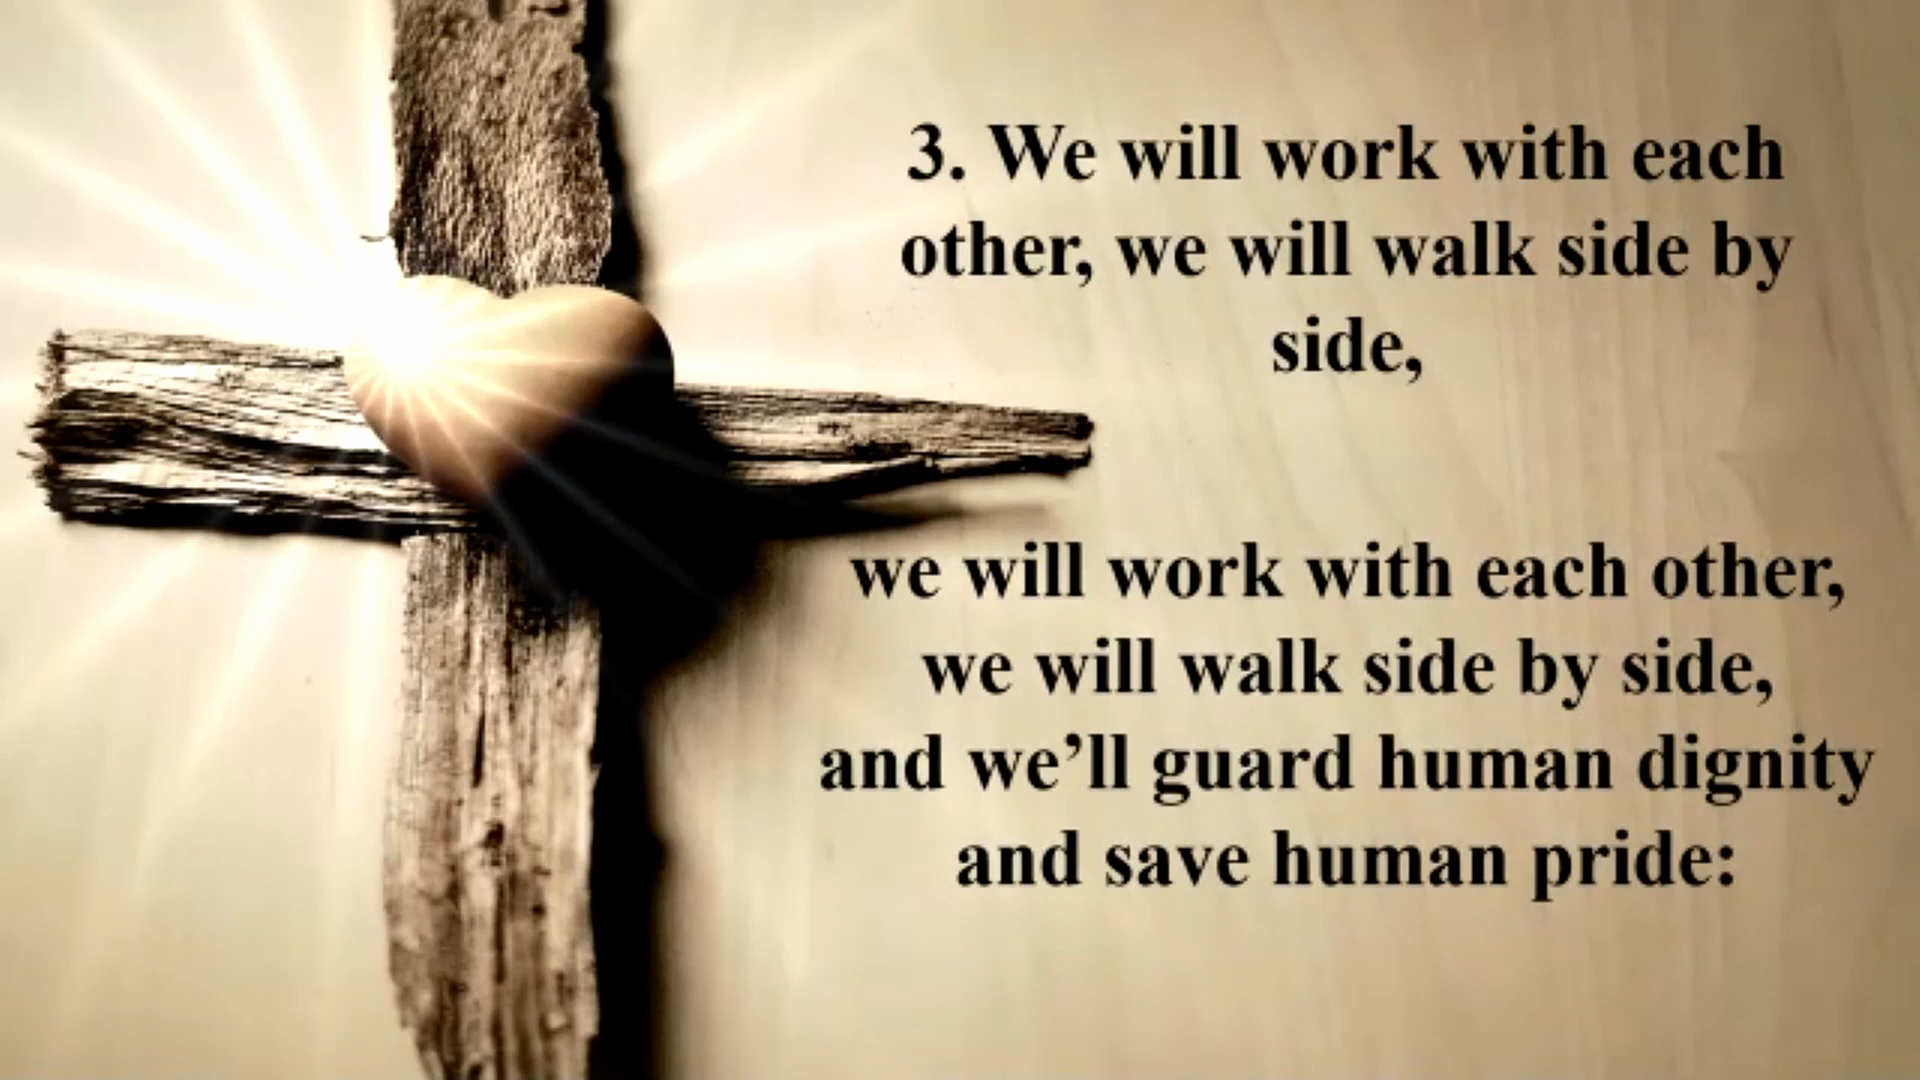 3. We will work with each
other, we will walk side by
side,
we will work with each other,
we will walk side by side,
and we’ll guard human dignity
and save human pride: